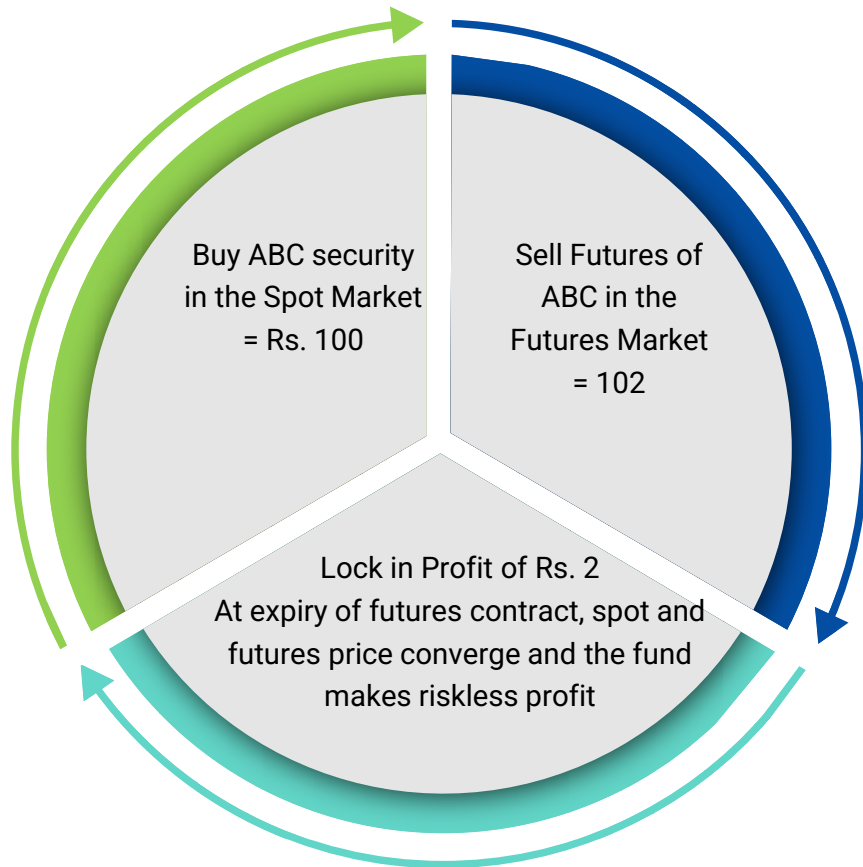 Buy ABC security
in the Spot Market
= Rs. 100
Sell Futures of
ABC in the
Futures Market
= 102
Lock in Profit of Rs. 2
At expiry of futures contract, spot and
futures price converge and the fund
makes riskless profit